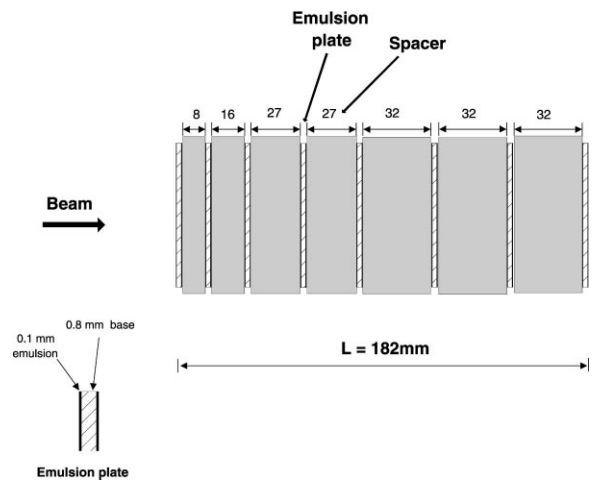 Emulsion
plate
Spacer
8 16 27 27 32 32 32
Beam
0.8 mm base
0.1 mm
emulsion
L = 182mm
Emulsion plate